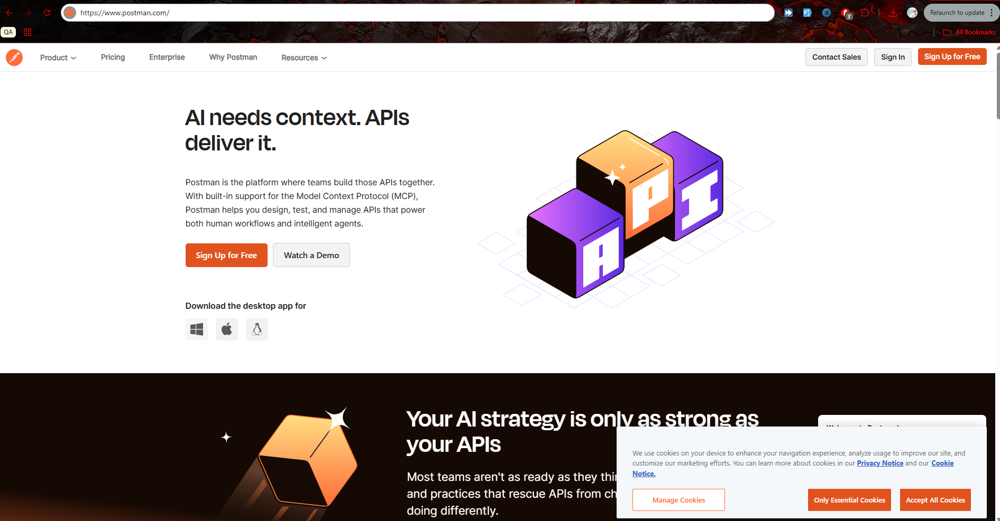 https://www.postman.com/
7
Relaunch to update
QA
All Bookmarks
Product
Pricing
Enterprise
Why Postman
Resources
Contact Sales
Sign In
Sign Up for Free
AI needs context. APIs
deliver it.
Postman is the platform where teams build those APIs together.
With built-in support for the Model Context Protocol (MCP),
Postman helps you design, test, and manage APIs that power
both human workflows and intelligent agents.
Sign Up for Free
Watch a Demo
Download the desktop app for
A
P
I
Your AI strategy is only as strong as
your APIs
Most teams aren't as ready as they
and practices that rescue APIs from
doing differently.
We use cookies on your device to enhance your navigation experience, analyze usage to improve our site, and
customize our marketing efforts. You can learn more about cookies in our Privacy Notice and our Cookie
Notice.
Manage Cookies
Only Essential Cookies
Accept All Cookies